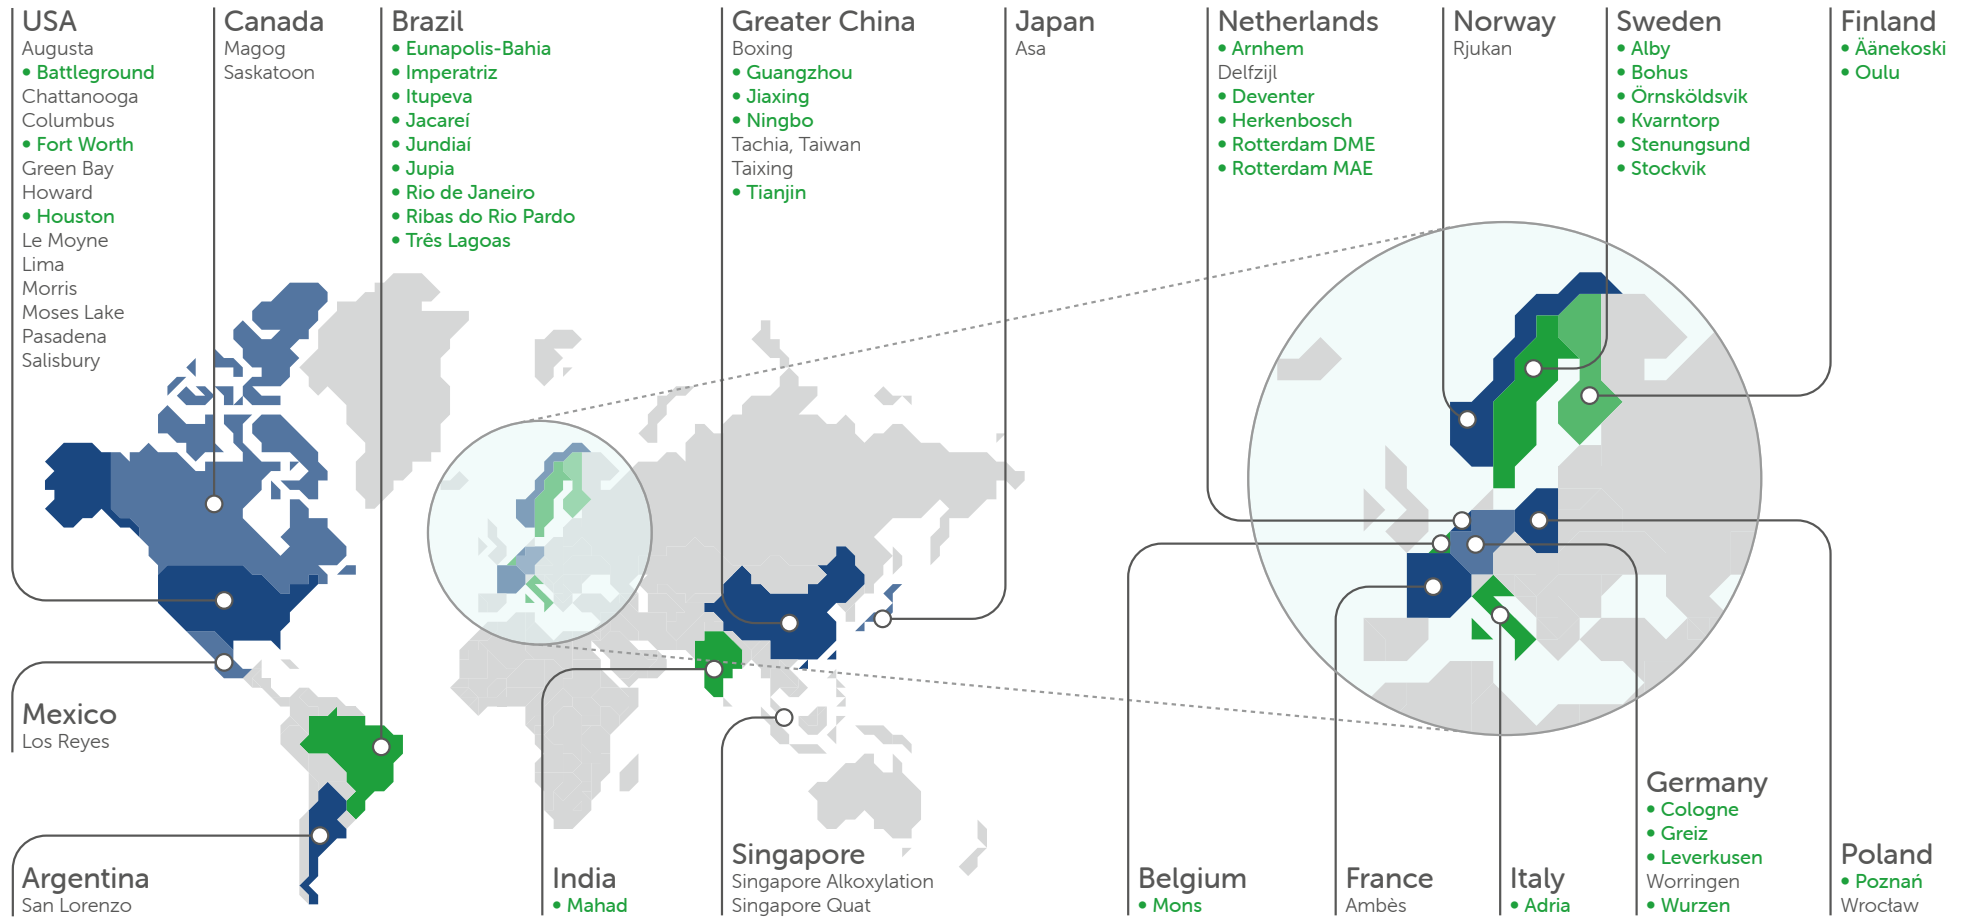 USA
Augusta
• Battleground
Chattanooga
Columbus
• Fort Worth
Green Bay
Howard
• Houston
Le Moyne
Lima
Morris
Moses Lake
Pasadena
Salisbury
Canada
Magog
Saskatoon
Brazil
• Eunapolis-Bahia
• Imperatriz
• Itupeva
• Jacareí
• Jundiaí
• Jupia
• Rio de Janeiro
• Ribas do Rio Pardo
• Três Lagoas
Greater China
Boxing
• Guangzhou
• Jiaxing
• Ningbo
Tachia, Taiwan
Taixing
• Tianjin
Japan
Asa
Netherlands
• Arnhem
Delfzijl
• Deventer
• Herkenbosch
• Rotterdam DME
• Rotterdam MAE
Norway
Rjukan
Sweden
• Alby
• Bohus
• Örnsköldsvik
• Kvarntorp
• Stenungsund
• Stockvik
Finland
• Äänekoski
• Oulu
Mexico
Los Reyes
Argentina
San Lorenzo
India
• Mahad
Singapore
Singapore Alkoxylation
Singapore Quat
Belgium
• Mons
France
Ambès
Italy
• Adria
Germany
• Cologne
• Greiz
• Leverkusen
Worringen
• Wurzen
Poland
• Poznań
Wrocław